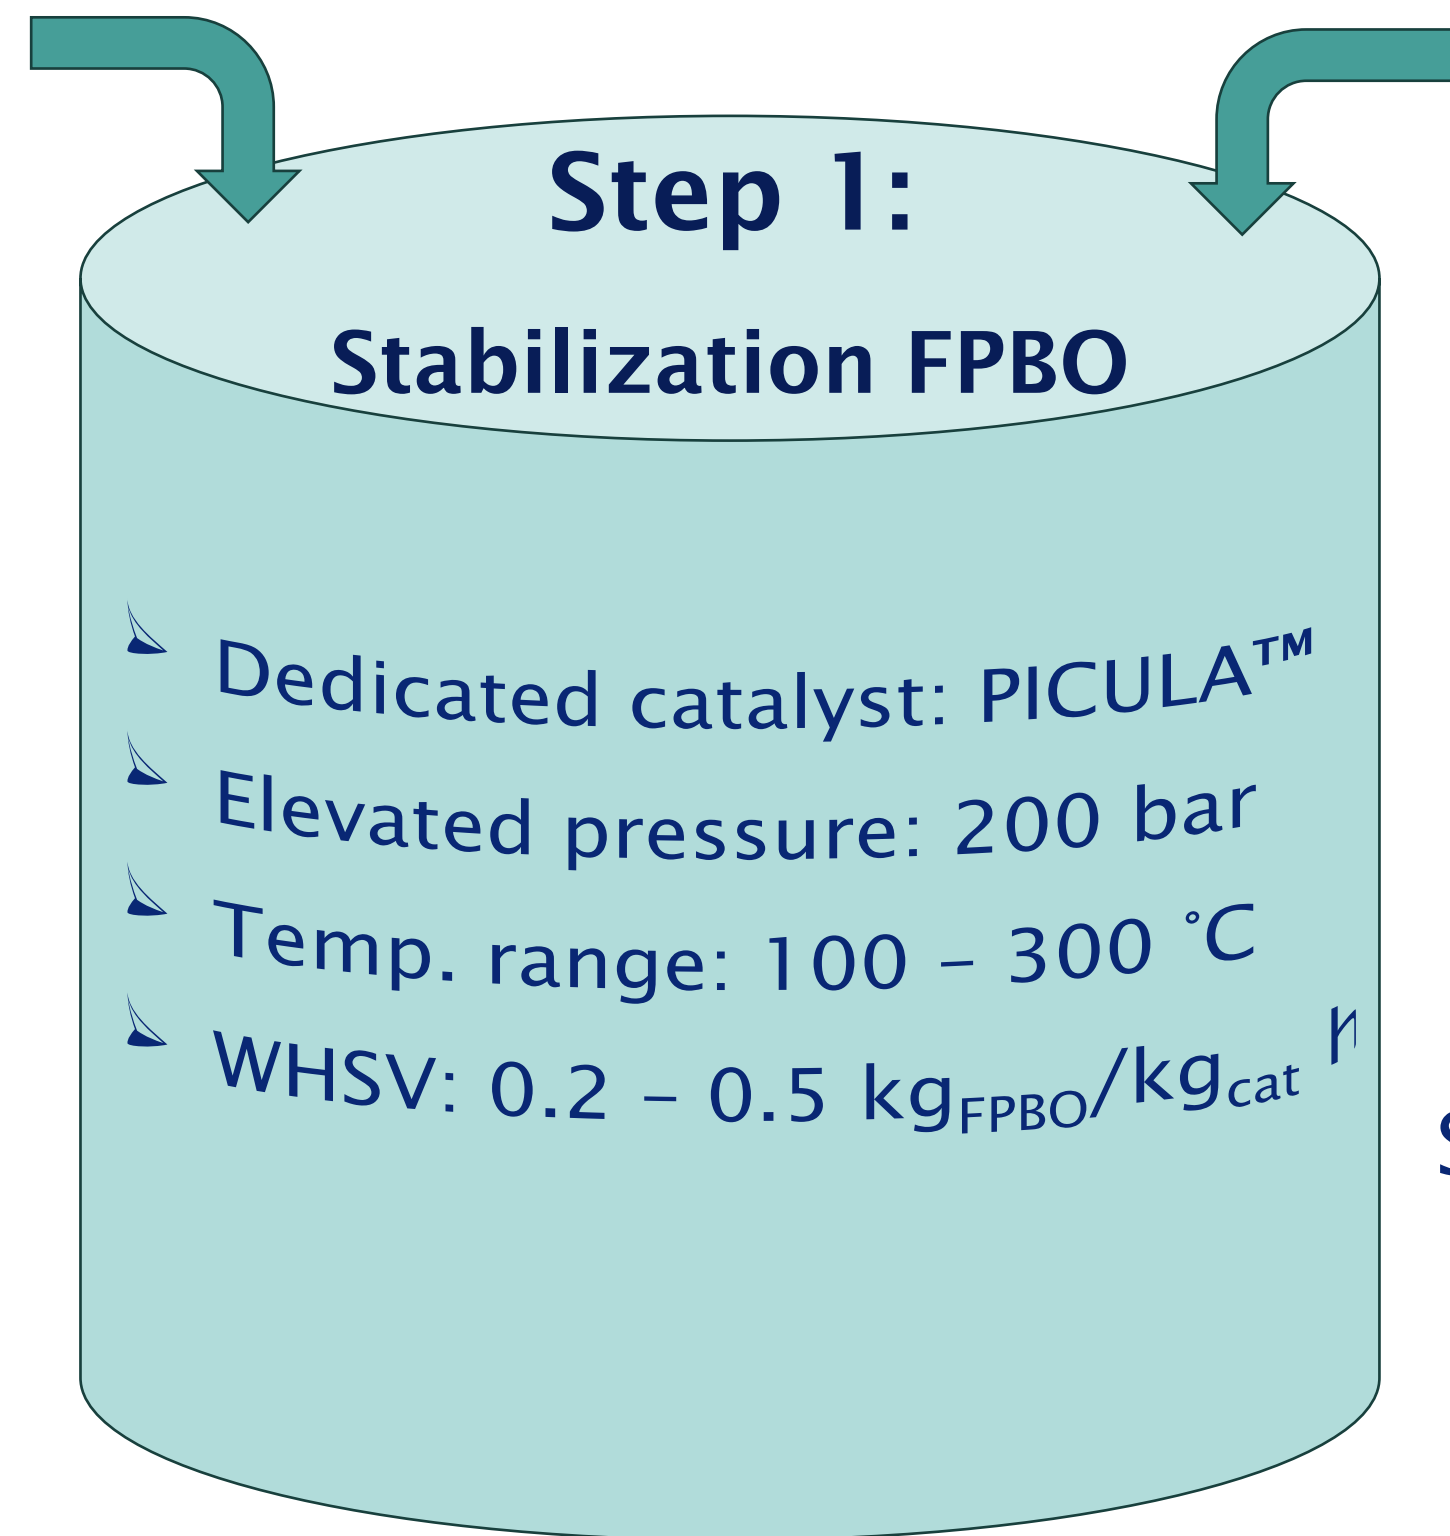 Step 1:
Stabilization FPBO
Dedicated catalyst: PICULA™
Elevated pressure: 200 bar
Temp. range: 100 – 300 °C
WHSV: 0.2 – 0.5 kgFPBO/kgcat h